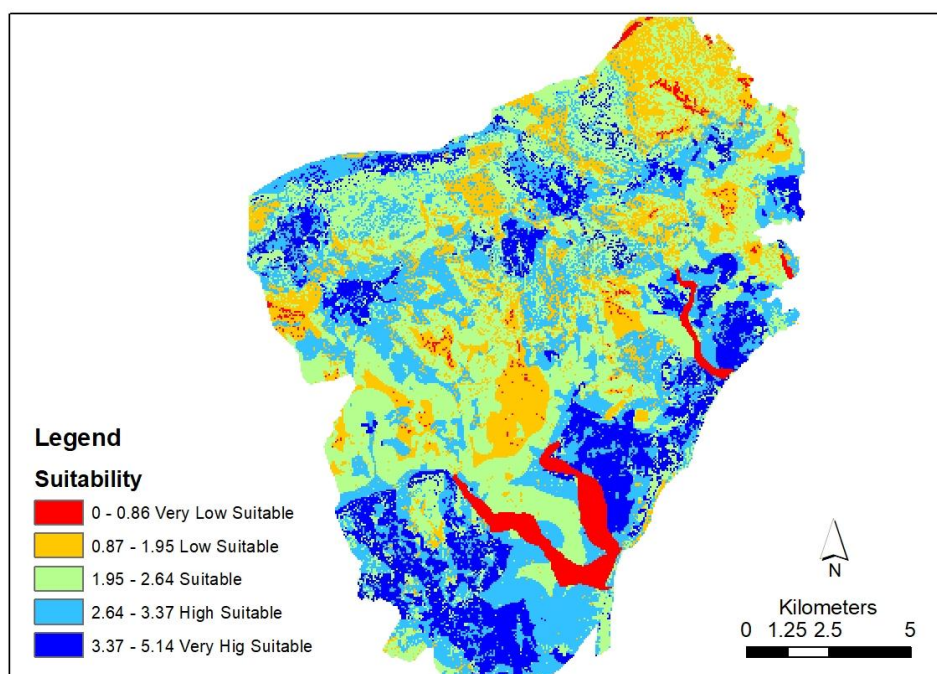 Legend
Suitability
0 - 0.86 Very Low Suitable
0.87 - 1.95 Low Suitable
1.95 - 2.64 Suitable
2.64 - 3.37 High Suitable
3.37 - 5.14 Very Hig Suitable
N
Kilometers
0 1.25 2.5 5